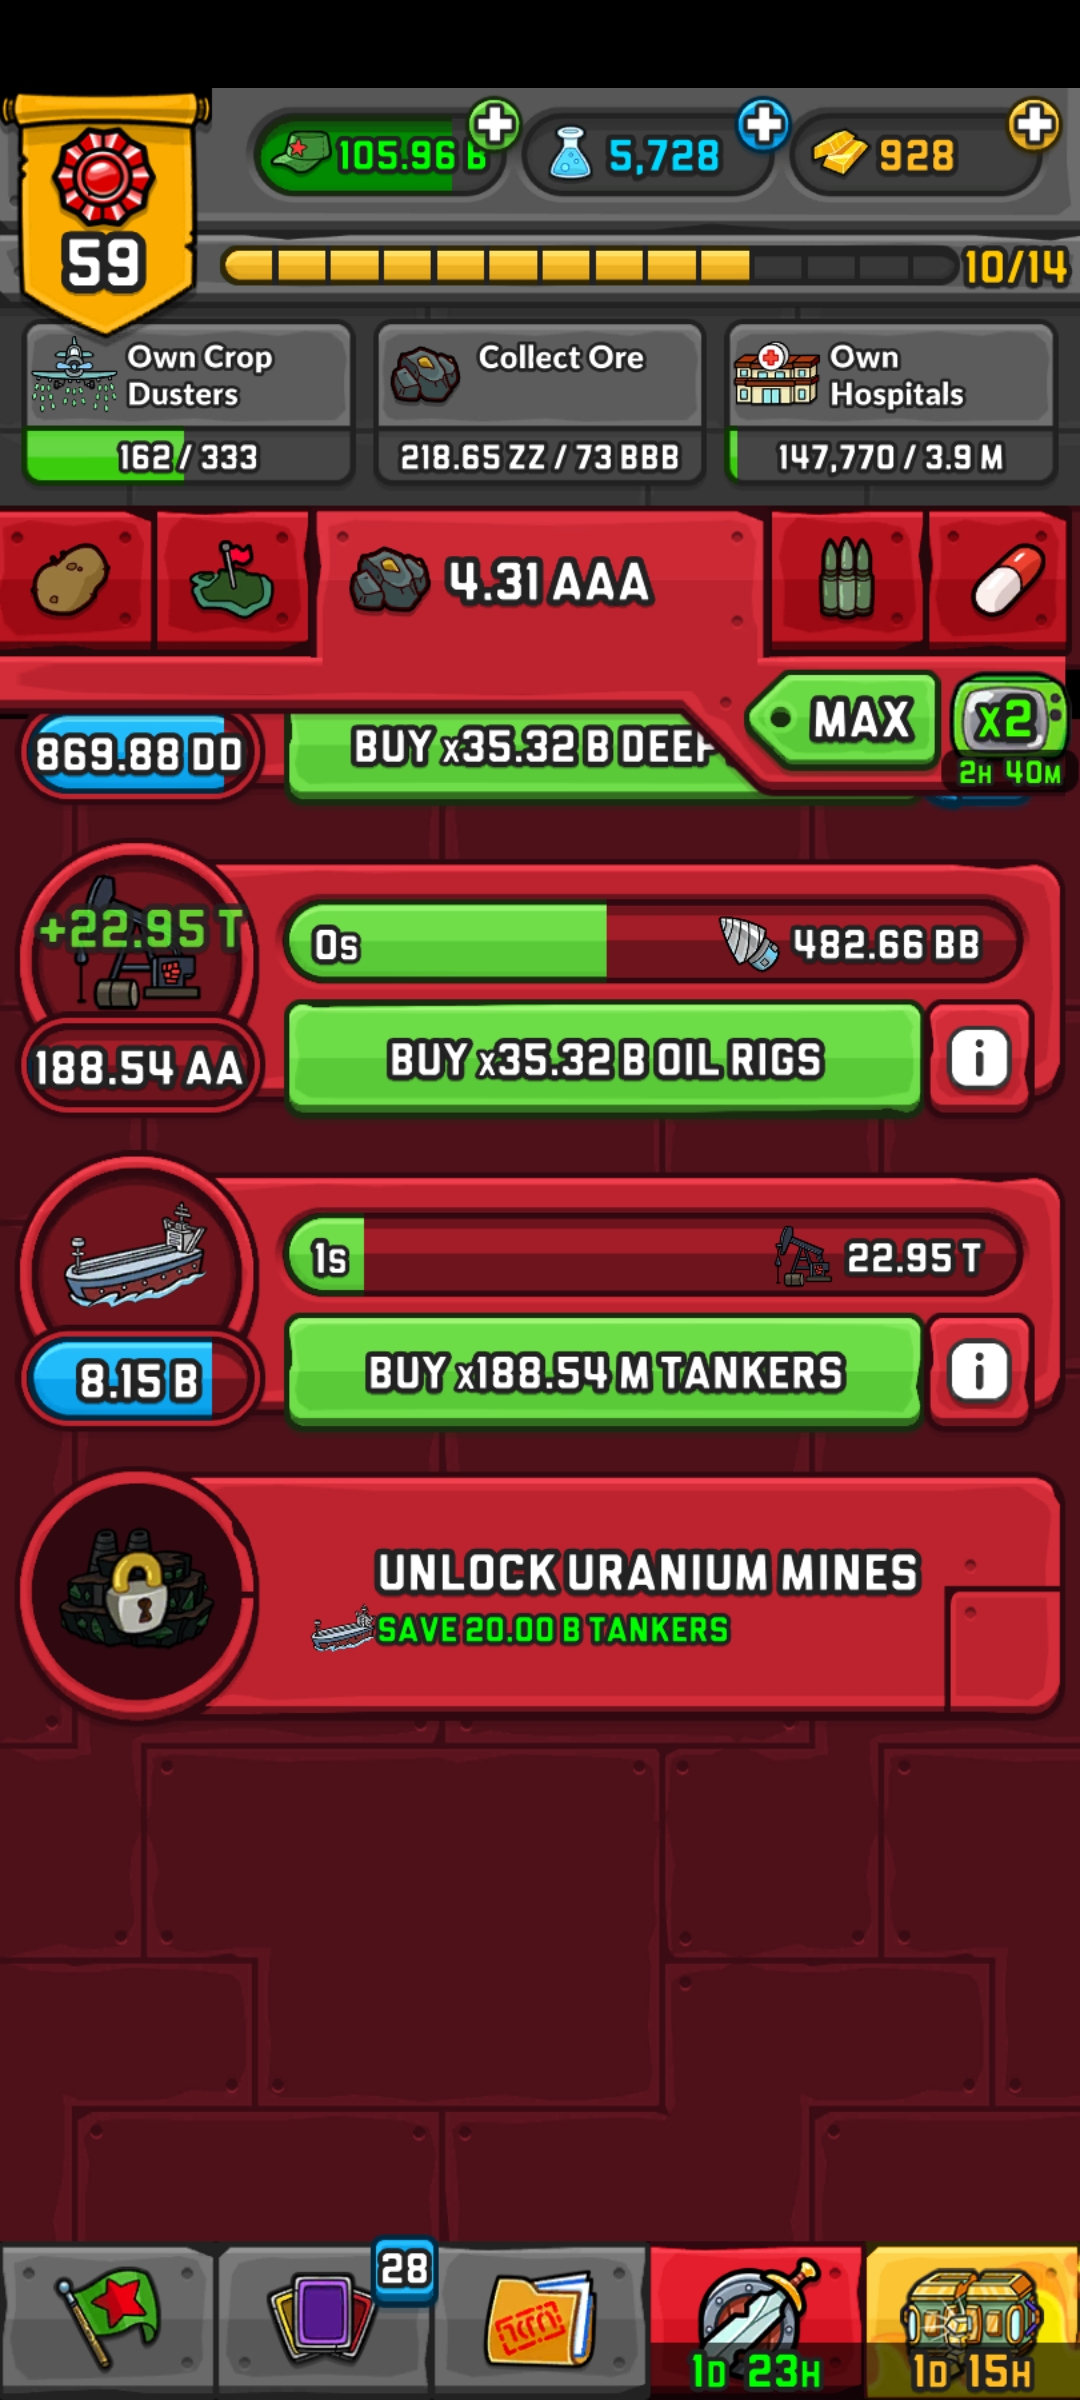 105.96 B
5,728
928
59
10/14
Own Crop
Dusters
162 / 333
Collect Ore
218.65 ZZ / 73 BBB
Own
Hospitals
147,770 / 3.9 M
4.31 AAA
MAX
x2
2H 40M
869.88 DD
BUY x35.32 B DEEP
+22.95 T
0s
482.66 BB
188.54 AA
BUY x35.32 B OIL RIGS
i
1s
22.95 T
8.15 B
BUY x188.54 M TANKERS
i
UNLOCK URANIUM MINES
SAVE 20.00 B TANKERS
28
1D 23H
1D 15H